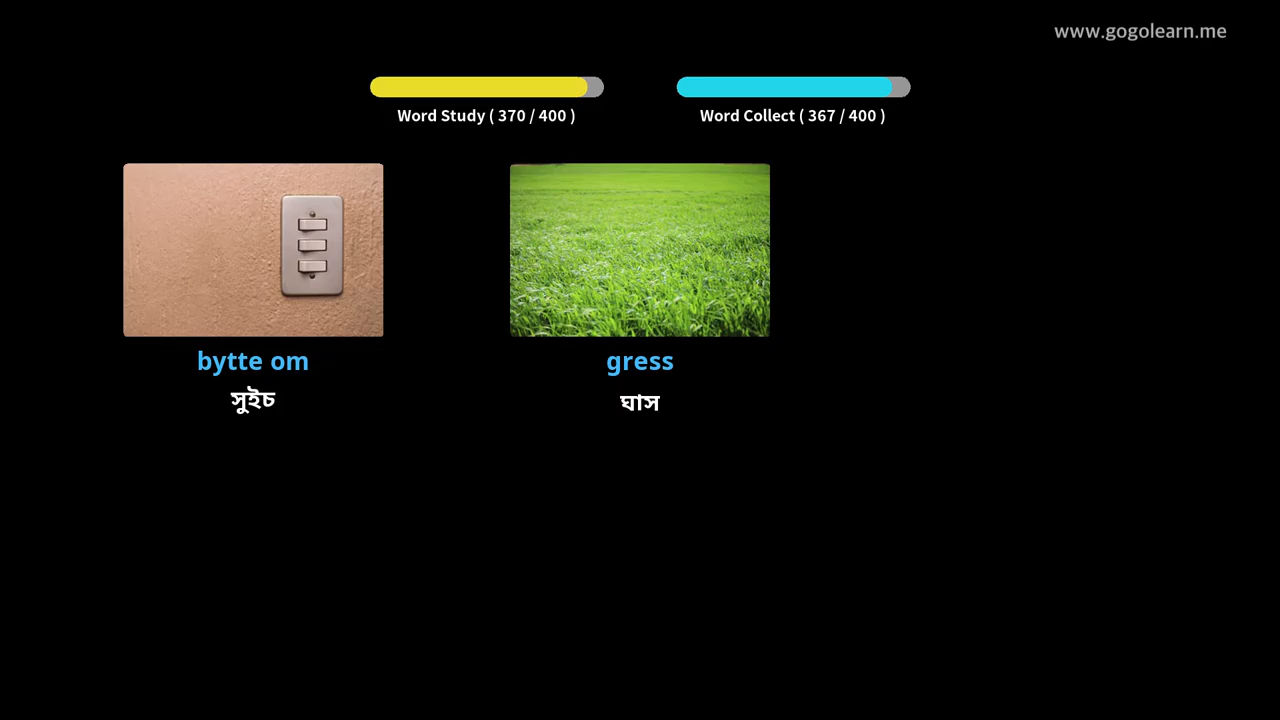 www.gogolearn.me
Word Study ( 370 / 400 )
Word Collect ( 367 / 400 )
bytte om
gress
সুইচ
ঘাস